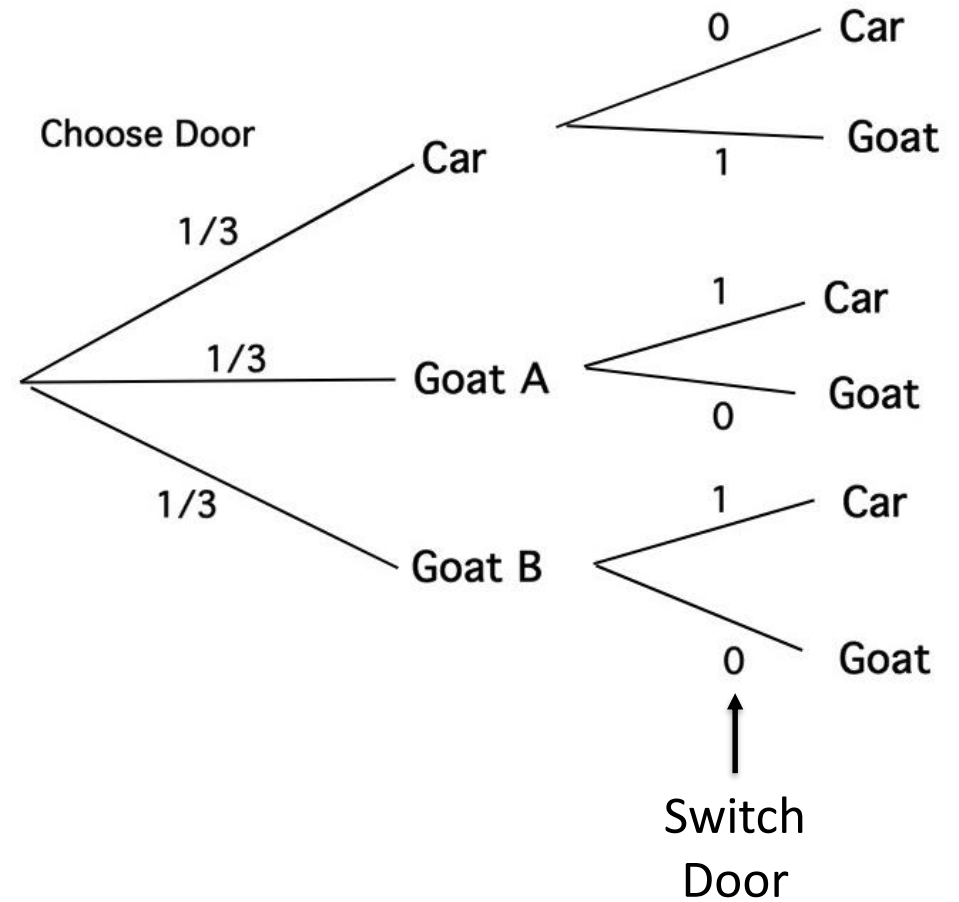 0
Car
Choose Door
Goat
Car
1
1/3
1
Car
1/3
Goat A
Goat
0
1
Car
1/3
Goat B
0
Goat
Switch
Door